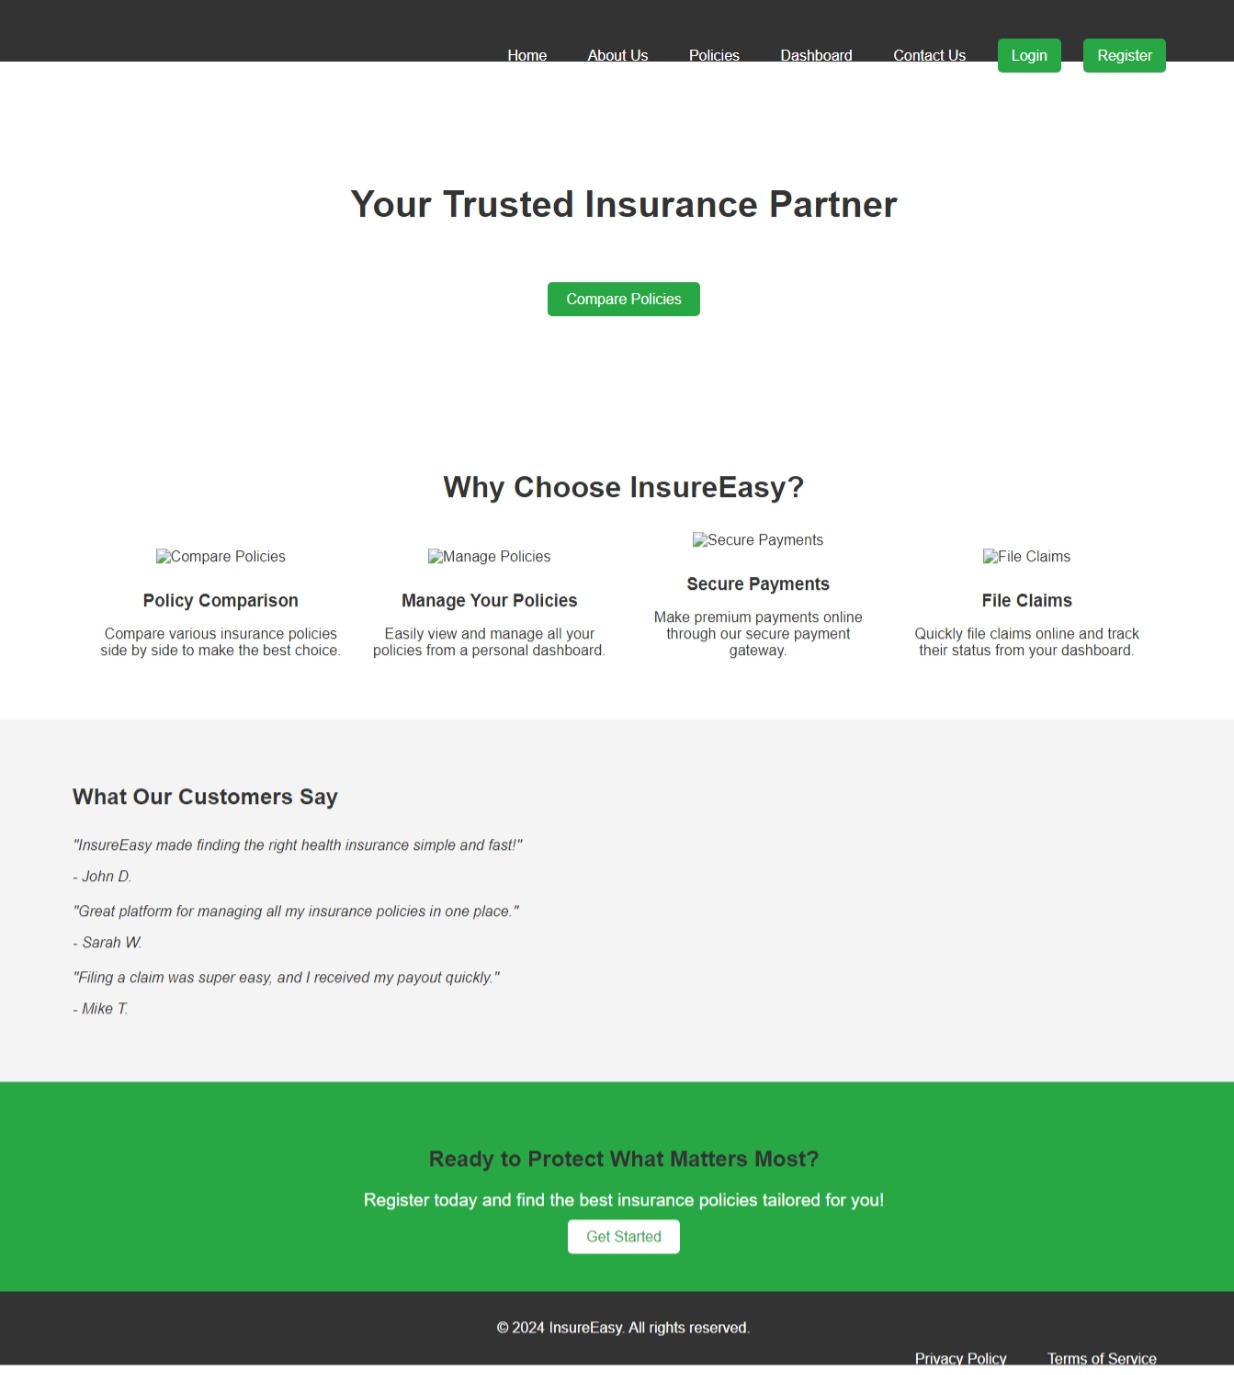 Home About Us Policies Dashboard Contact Us Login Register
Your Trusted Insurance Partner
Compare Policies
Why Choose InsureEasy?
Compare Policies
Policy Comparison
Compare various insurance policies
side by side to make the best choice.
Manage Policies
Manage Your Policies
Easily view and manage all your
policies from a personal dashboard.
Secure Payments
Secure Payments
Make premium payments online
through our secure payment
gateway.
File Claims
File Claims
Quickly file claims online and track
their status from your dashboard.
What Our Customers Say
"InsureEasy made finding the right health insurance simple and fast!"
- John D.
"Great platform for managing all my insurance policies in one place."
- Sarah W.
"Filing a claim was super easy, and I received my payout quickly."
- Mike T.
Ready to Protect What Matters Most?
Register today and find the best insurance policies tailored for you!
Get Started
© 2024 InsureEasy. All rights reserved.
Privacy Policy Terms of Service